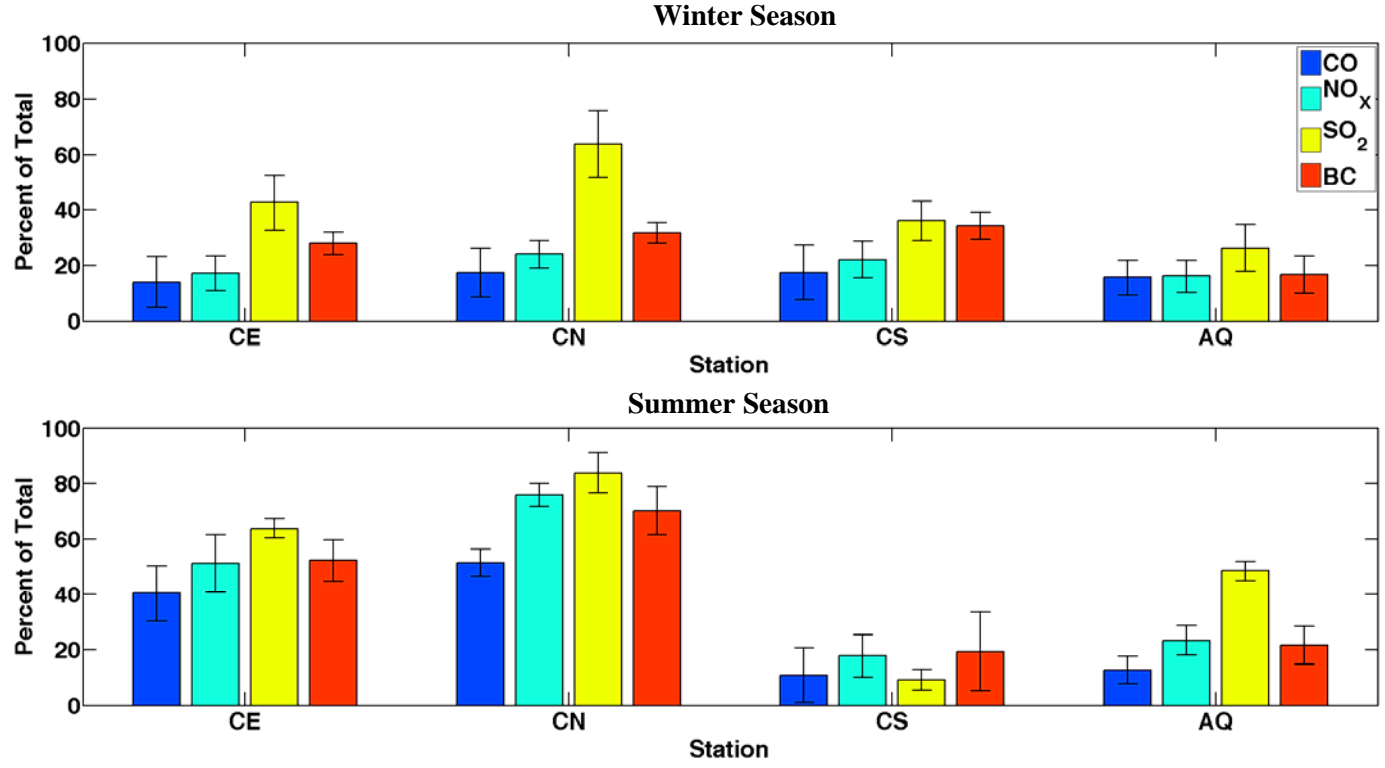 Winter Season
Percent of Total
100
80
60
40
20
0
CO
NOx
SO2
BC
CE CN CS AQ
Station
Summer Season
Percent of Total
100
80
60
40
20
0
CE CN CS AQ
Station